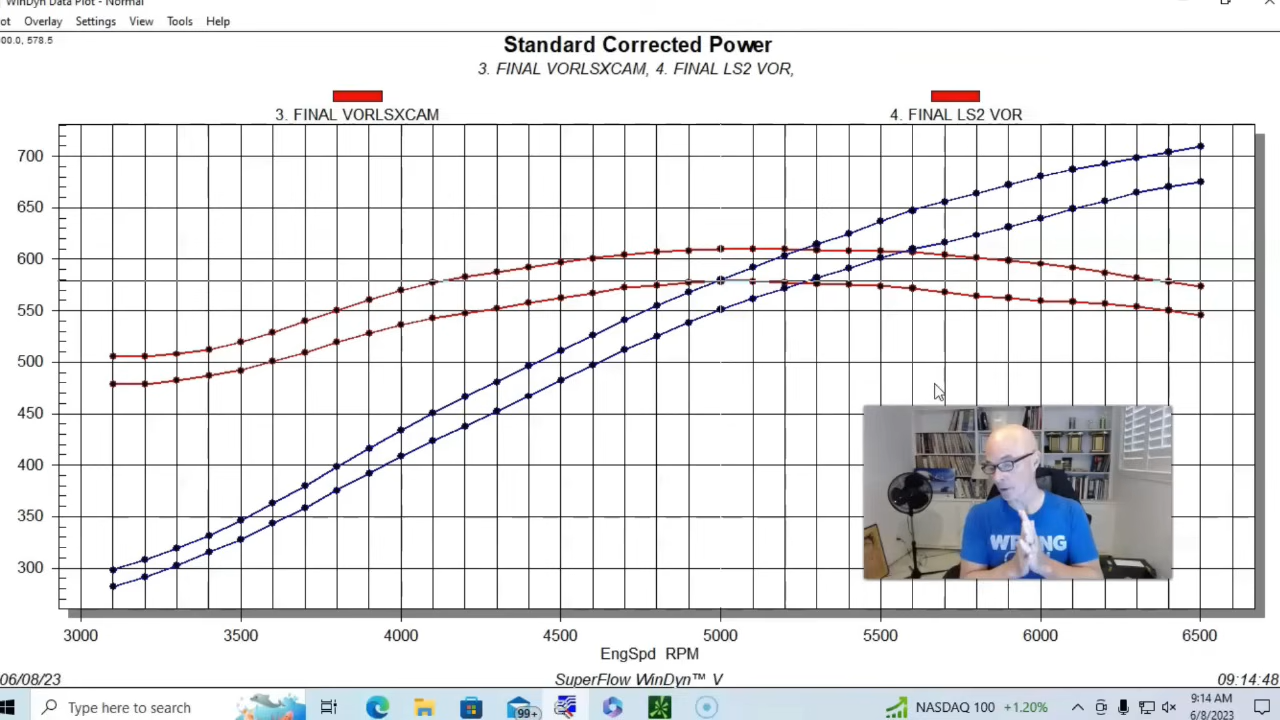 WinDyn Data Plot - Normal
ot Overlay Settings View Tools Help
00.0, 578.5
Standard Corrected Power
3. FINAL VORLSXCAM, 4. FINAL LS2 VOR,
3. FINAL VORLSXCAM 4. FINAL LS2 VOR
700
650
600
550
500
450
400
350
300
3000 3500 4000 4500 5000 5500 6000 6500
EngSpd RPM
WRONG
06/08/23 SuperFlow WinDyn™ V 09:14:48
Type here to search 99+ NASDAQ 100 +1.20% 9:14 AM
6/8/2023